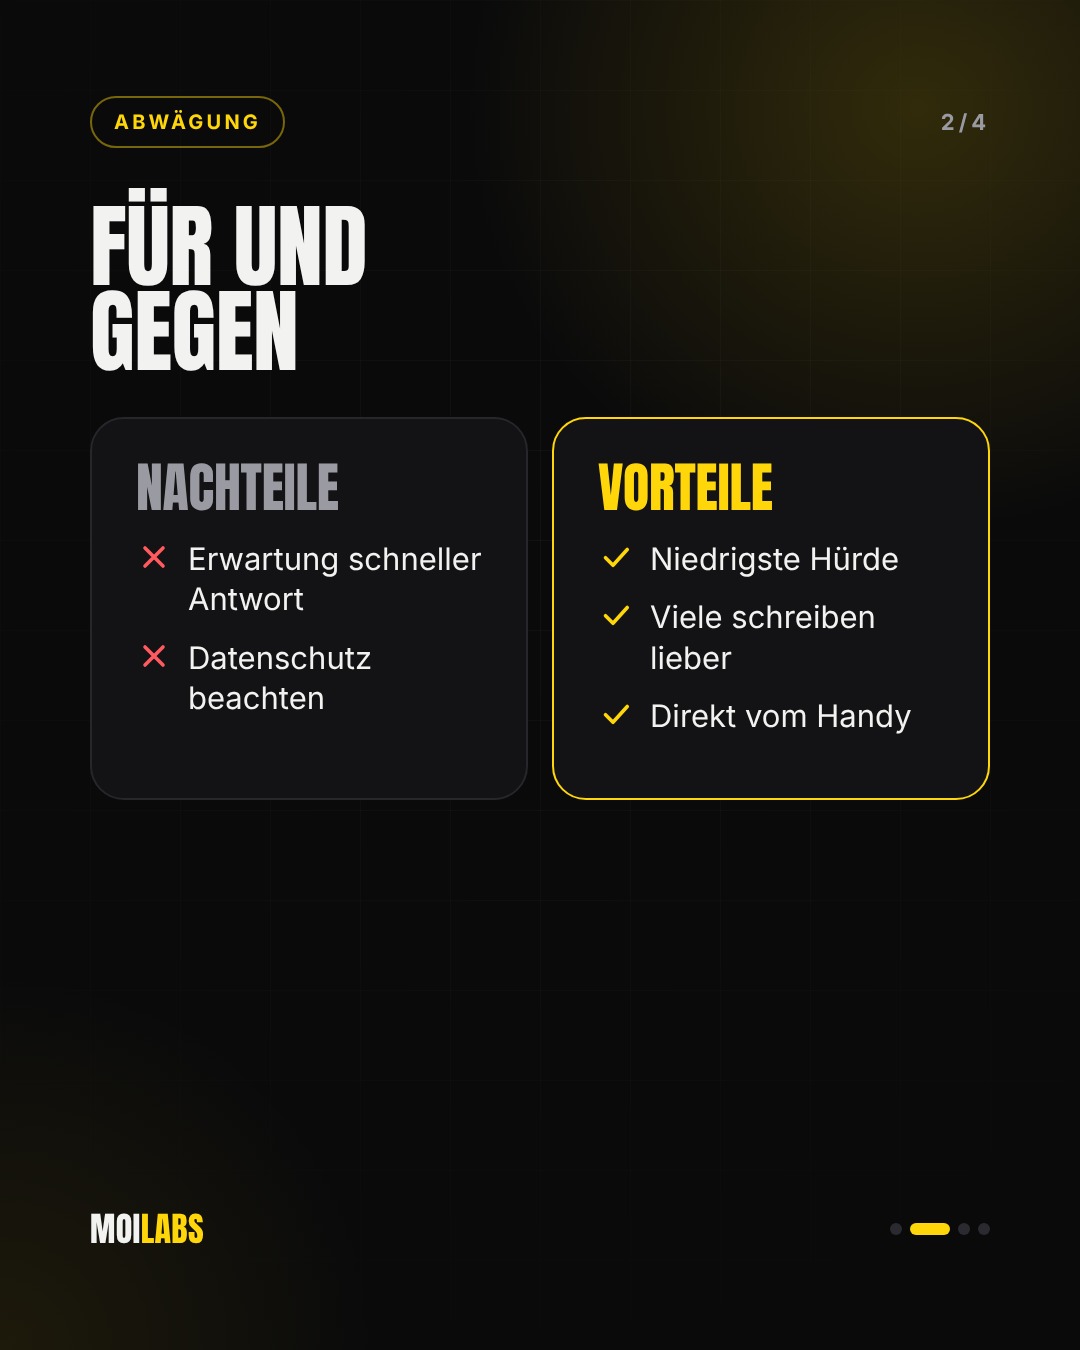 ABWÄGUNG
2/4
FÜR UND
GEGEN
NACHTEILE
Erwartung schneller
Antwort
Datenschutz
beachten
VORTEILE
Niedrigste Hürde
Viele schreiben
lieber
Direkt vom Handy
MOILABS